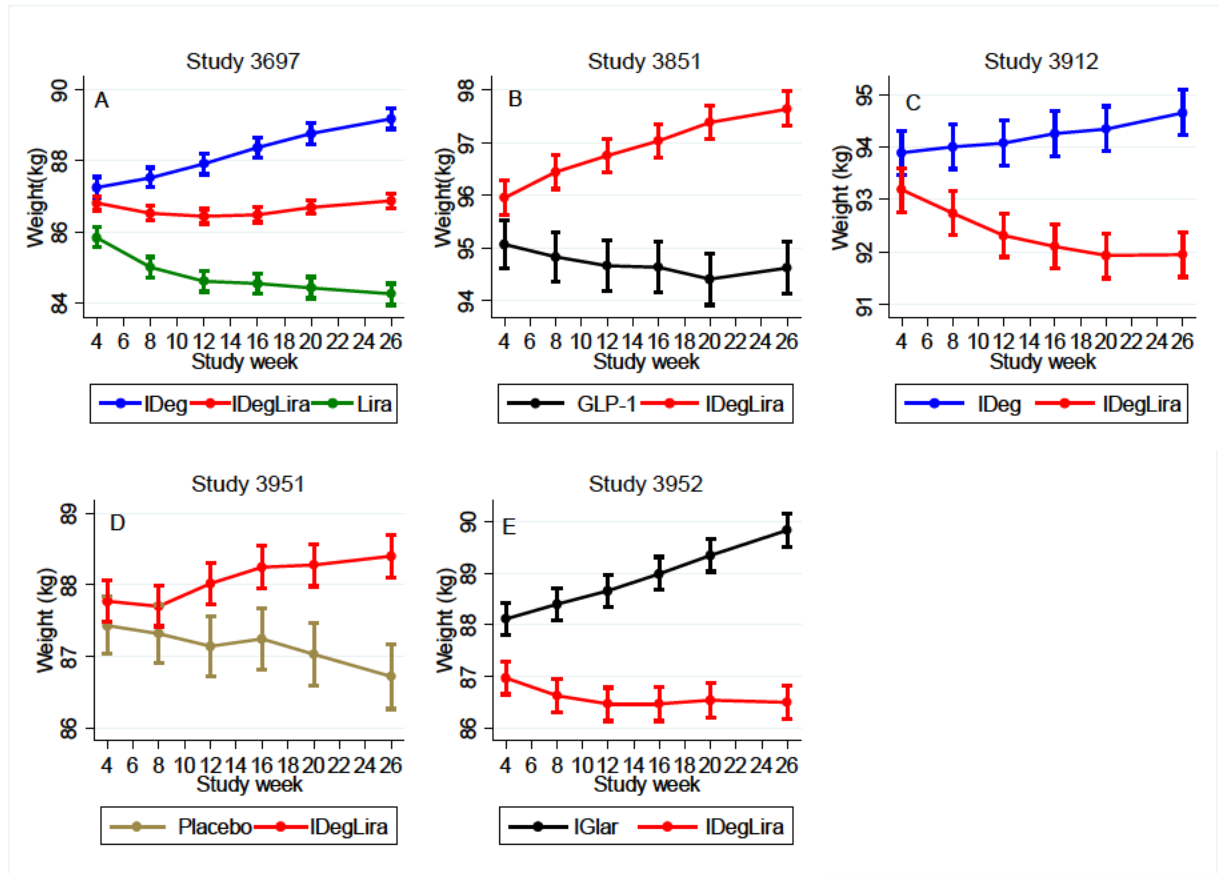 Study 3697
A
Weight(kg)
90
88
86
84
4 6 8 10 12 14 16 18 20 22 24 26
Study week
IDeg IDegLira Lira
Study 3851
B
Weight(kg)
98
97
96
95
94
4 6 8 10 12 14 16 18 20 22 24 26
Study week
GLP-1 IDegLira
Study 3912
C
Weight (kg)
95
94
93
92
91
4 6 8 10 12 14 16 18 20 22 24 26
Study week
IDeg IDegLira
Study 3951
D
Weight (kg)
89
88
87
86
4 6 8 10 12 14 16 18 20 22 24 26
Study week
Placebo IDegLira
Study 3952
E
Weight (kg)
90
89
88
87
86
4 6 8 10 12 14 16 18 20 22 24 26
Study week
IGlar IDegLira